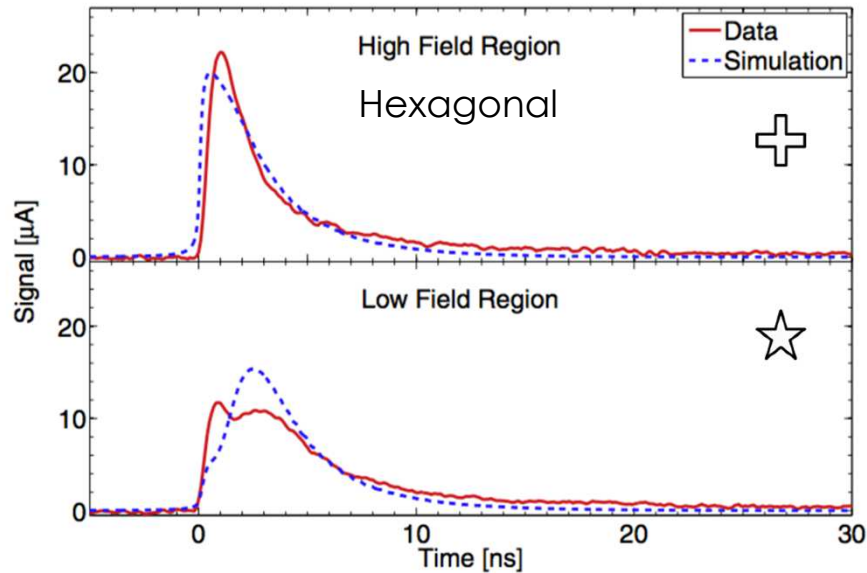 Data
Simulation
High Field Region
Hexagonal
20
10
0
Low Field Region
20
10
0
Signal [µA]
0
10
20
30
Time [ns]